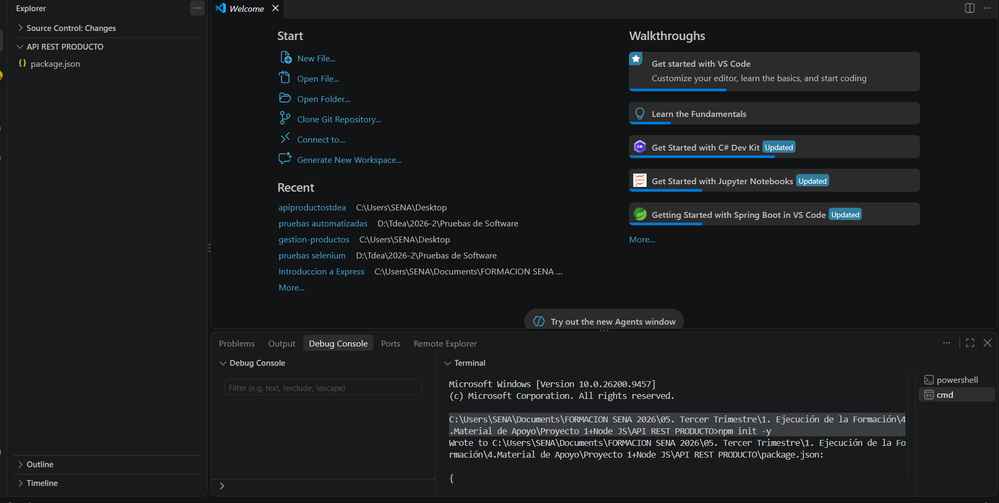 Explorer
Source Control: Changes
API REST PRODUCTO
{} package.json
Outline
Timeline
Welcome
Start
New File...
Open File...
Open Folder...
Clone Git Repository...
Connect to...
Generate New Workspace...
Recent
apiproductostdea C:\Users\SENA\Desktop
pruebas automatizadas D:\Tdea\2026-2\Pruebas de Software
gestion-productos C:\Users\SENA\Desktop
pruebas selenium D:\Tdea\2026-2\Pruebas de Software
Introduccion a Express C:\Users\SENA\Documents\FORMACION SENA ...
More...
Walkthroughs
Get started with VS Code
Customize your editor, learn the basics, and start coding
Learn the Fundamentals
C# Get Started with C# Dev Kit Updated
jupyter Get Started with Jupyter Notebooks Updated
Getting Started with Spring Boot in VS Code Updated
More...
Try out the new Agents window
Problems Output Debug Console Ports Remote Explorer
Debug Console
Filter (e.g. text, !exclude, \escape)
Terminal
Microsoft Windows [Version 10.0.26200.9457]
(c) Microsoft Corporation. All rights reserved.
C:\Users\SENA\Documents\FORMACION SENA 2026\05. Tercer Trimestre\1. Ejecución de la Formación\4
.Material de Apoyo\Proyecto 1+Node JS\API REST PRODUCTO>npm init -y
Wrote to C:\Users\SENA\Documents\FORMACION SENA 2026\05. Tercer Trimestre\1. Ejecución de la Fo
rmación\4.Material de Apoyo\Proyecto 1+Node JS\API REST PRODUCTO\package.json:
{
powershell
cmd